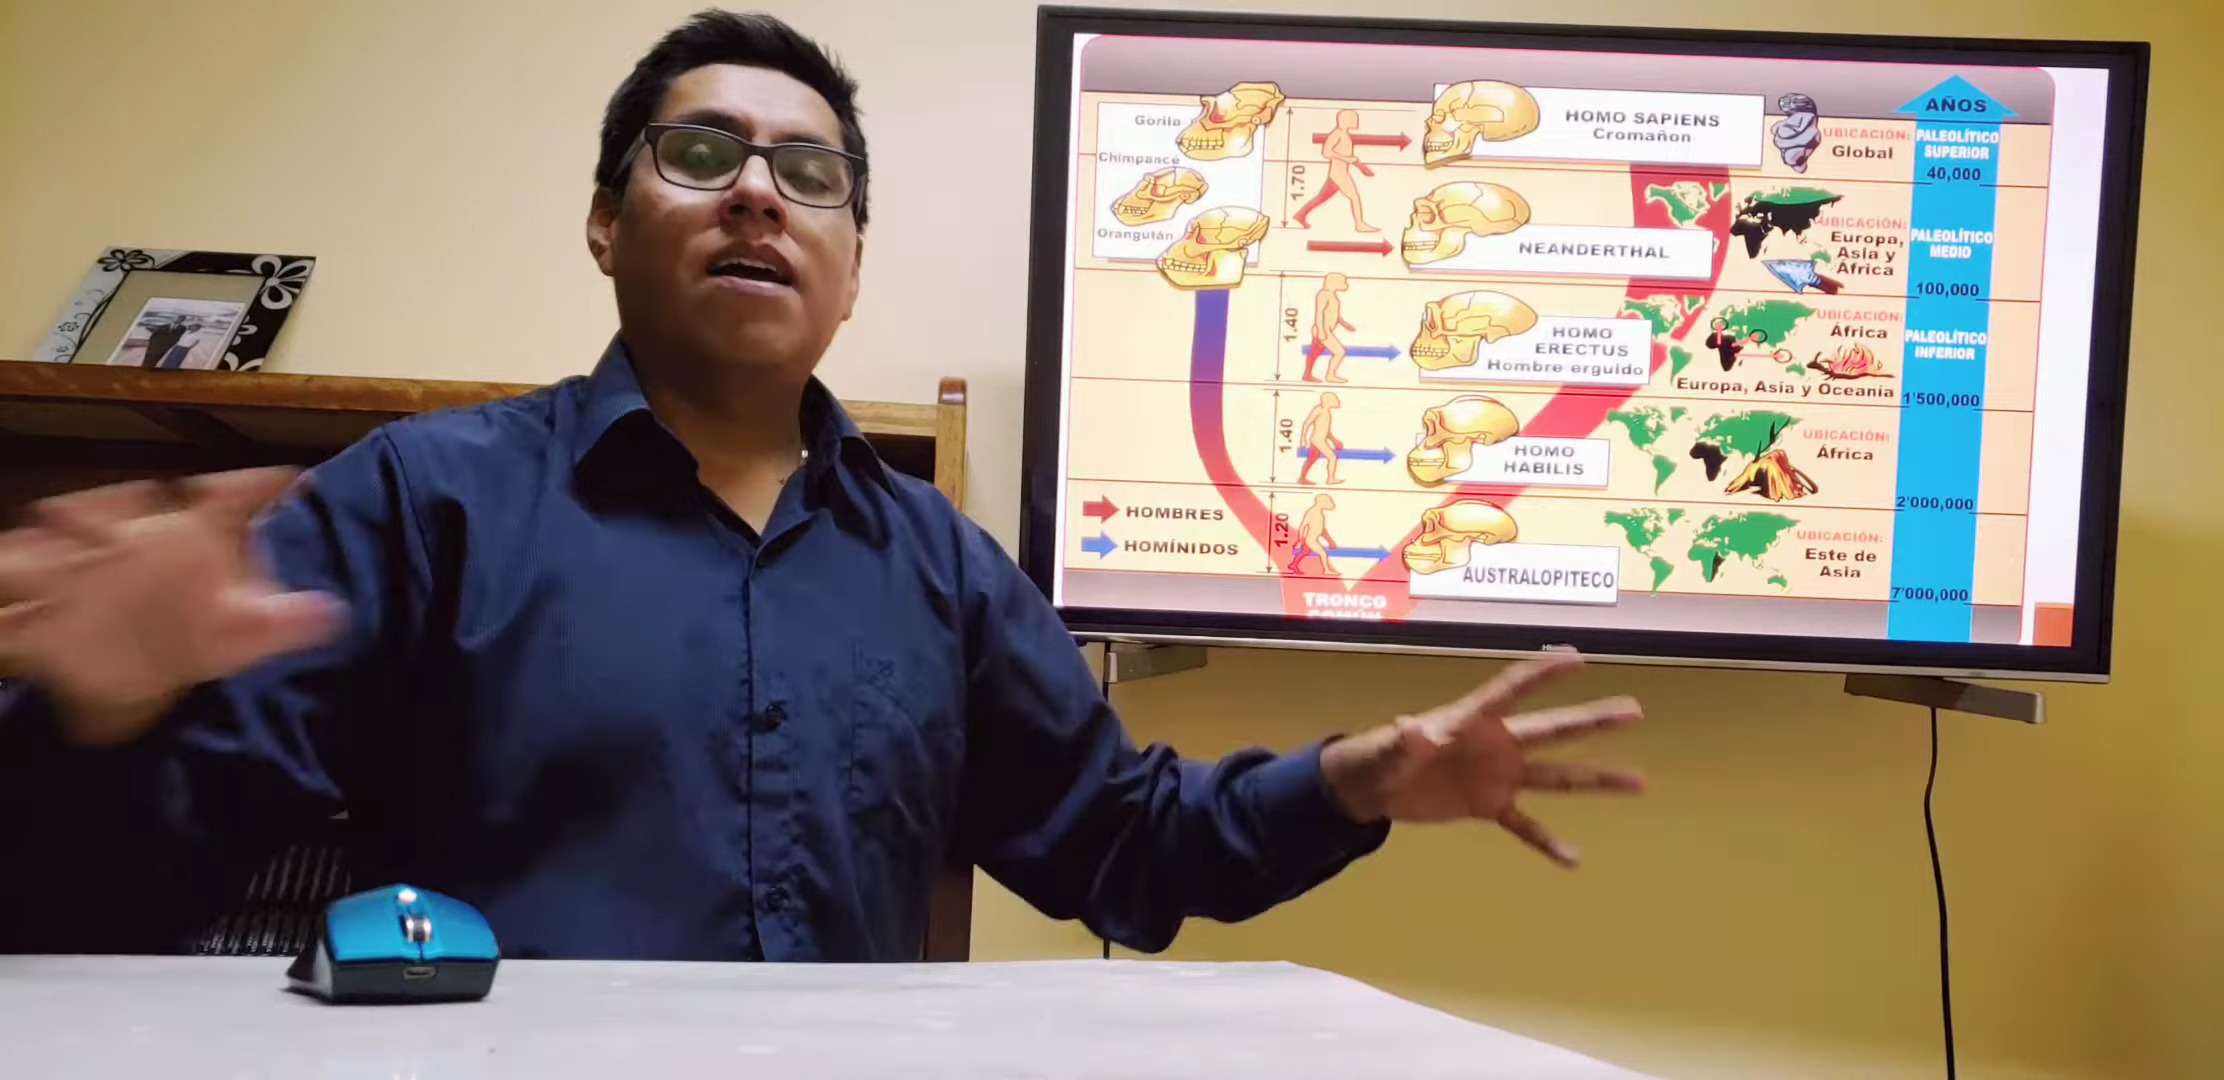 Gorila
Chimpancé
Orangután
1.70
HOMO SAPIENS
Cromañon
UBICACIÓN:
Global
AÑOS
PALEOLÍTICO
SUPERIOR
40,000
NEANDERTHAL
UBICACIÓN:
Europa,
Asia y
África
PALEOLÍTICO
MEDIO
100,000
1.40
HOMO
ERECTUS
Hombre erguido
UBICACIÓN:
África
Europa, Asia y Oceanía
PALEOLÍTICO
INFERIOR
1'500,000
1.40
HOMO
HABILIS
UBICACIÓN:
África
2'000,000
HOMBRES
HOMÍNIDOS
1.20
AUSTRALOPITECO
UBICACIÓN:
Este de
Asia
7'000,000
TRONCO
COMÚN